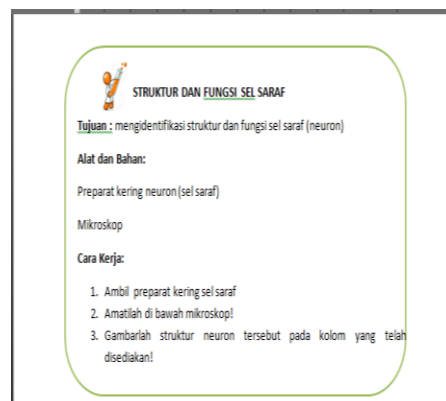 STRUKTUR DAN FUNGSI SEL SARAF
Tujuan : mengidentifikasi struktur dan fungsi sel saraf (neuron)
Alat dan Bahan:
Preparat kering neuron (sel saraf)
Mikroskop
Cara Kerja:
1. Ambil preparat kering sel saraf
2. Amatilah di bawah mikroskop!
3. Gambarlah struktur neuron tersebut pada kolom yang telah
disediakan!